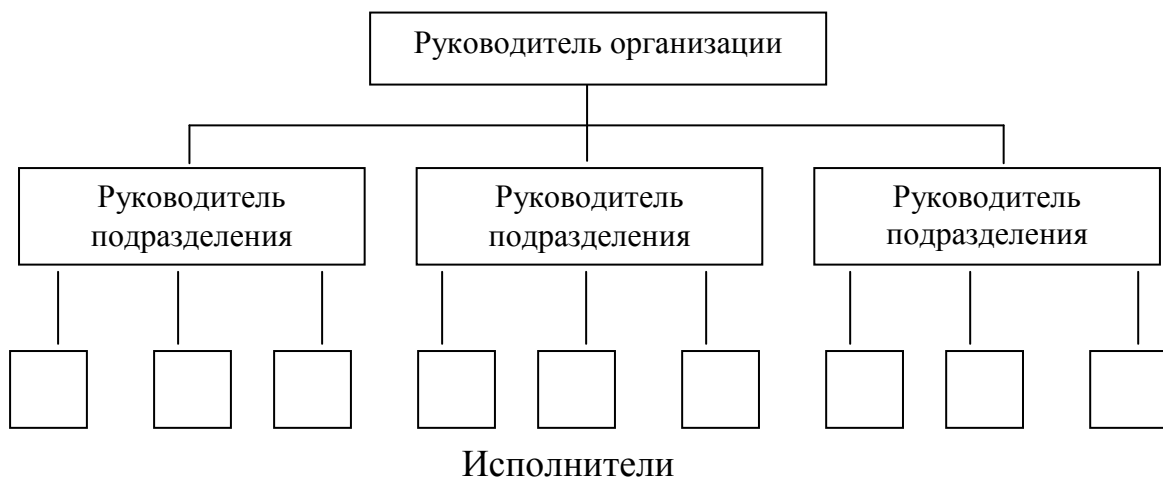 Руководитель организации
Руководитель
подразделения
Руководитель
подразделения
Руководитель
подразделения
Исполнители